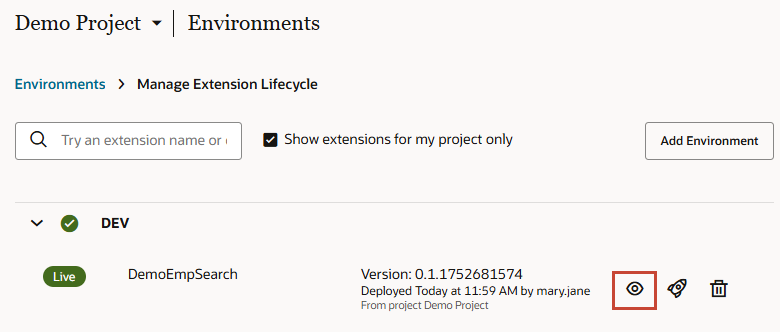 Demo Project Environments
Environments > Manage Extension Lifecycle
Try an extension name or
Show extensions for my project only
Add Environment
DEV
Live
DemoEmpSearch
Version: 0.1.1752681574
Deployed Today at 11:59 AM by mary.jane
From project Demo Project